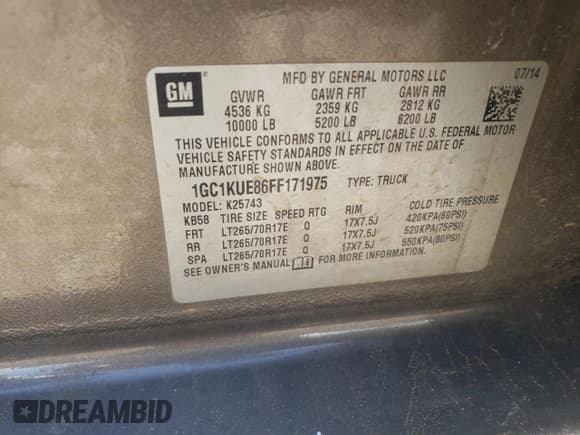 GM
MFD BY GENERAL MOTORS LLC 07/14
GVWR GAWR FRT GAWR RR
4536 KG 2359 KG 2812 KG
10000 LB 5200 LB 6200 LB
THIS VEHICLE CONFORMS TO ALL APPLICABLE U.S. FEDERAL MOTOR
VEHICLE SAFETY STANDARDS IN EFFECT ON THE DATE OF
MANUFACTURE SHOWN ABOVE.
1GC1KUE86FF171975 TYPE: TRUCK
MODEL: K25743
KB58 TIRE SIZE SPEED RTG RIM COLD TIRE PRESSURE
FRT LT265/70R17E Q 17X7.5J 420KPA(60PSI)
RR LT265/70R17E Q 17X7.5J 520KPA(75PSI)
SPA LT265/70R17E Q 17X7.5J 550KPA(80PSI)
SEE OWNER'S MANUAL FOR MORE INFORMATION.
DREAMBID